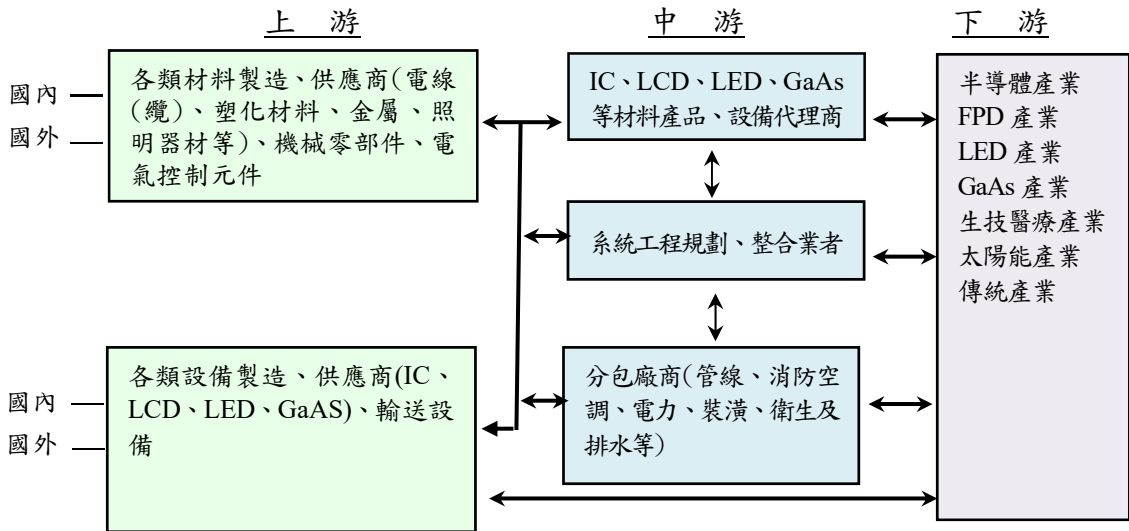 上 游
中 游
下 游
國內
國外
各類材料製造、供應商(電線
(纜)、塑化材料、金屬、照
明器材等)、機械零部件、電
氣控制元件
IC、LCD、LED、GaAs
等材料產品、設備代理商
系統工程規劃、整合業者
半導體產業
FPD 產業
LED 產業
GaAs 產業
生技醫療產業
太陽能產業
傳統產業
國內
國外
各類設備製造、供應商(IC、
LCD、LED、GaAS)、輸送設
備
分包廠商(管線、消防空
調、電力、裝潢、衛生及
排水等)